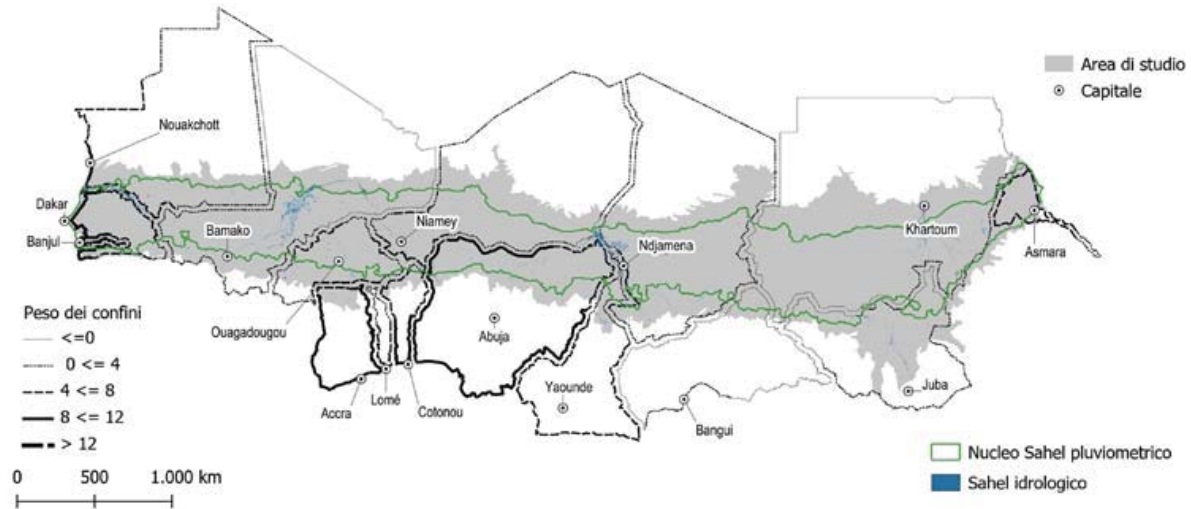 Area di studio
Capitale
Nouakchott
Dakar
Banjul
Bamako
Niamey
Ndjamena
Khartoum
Asmara
Ouagadougou
Abuja
Accra
Lomé
Cotonou
Yaounde
Bangui
Juba
Peso dei confini
<=0
0 <= 4
4 <= 8
8 <= 12
> 12
0 500 1.000 km
Nucleo Sahel pluviometrico
Sahel idrologico